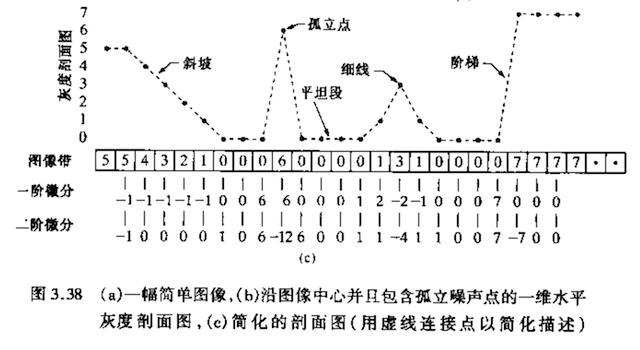 7
6
5
4
3
2
1
0
灰度剖面图
孤立点
斜坡
细线
阶梯
平坦段
图像带 5 5 4 3 2 1 0 0 0 6 0 0 0 0 1 3 1 0 0 0 0 7 7 7 7 • •
一阶微分 -1 -1 -1 -1 -1 0 0 6 6 0 0 0 1 2 -2 -1 0 0 0 7 0 0 0
二阶微分 -1 0 0 0 0 1 0 6 -12 6 0 0 1 1 -4 1 1 0 0 7 -7 0 0
(c)
图 3.38 (a)一幅简单图像,(b)沿图像中心并且包含孤立噪声点的一维水平
灰度剖面图,(c)简化的剖面图(用虚线连接点以简化描述)